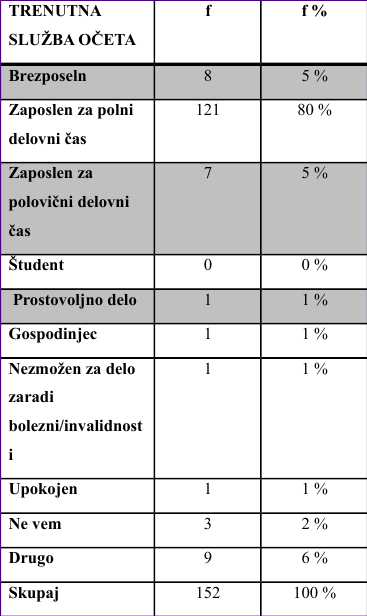 TRENUTNA f f %
SLUŽBA OČETA
Brezposeln 8 5 %
Zaposlen za polni 121 80 %
delovni čas
Zaposlen za 7 5 %
polovični delovni
čas
Študent 0 0 %
Prostovoljno delo 1 1 %
Gospodinjec 1 1 %
Nezmožen za delo 1 1 %
zaradi
bolezni/invalidnost
i
Upokojen 1 1 %
Ne vem 3 2 %
Drugo 9 6 %
Skupaj 152 100 %